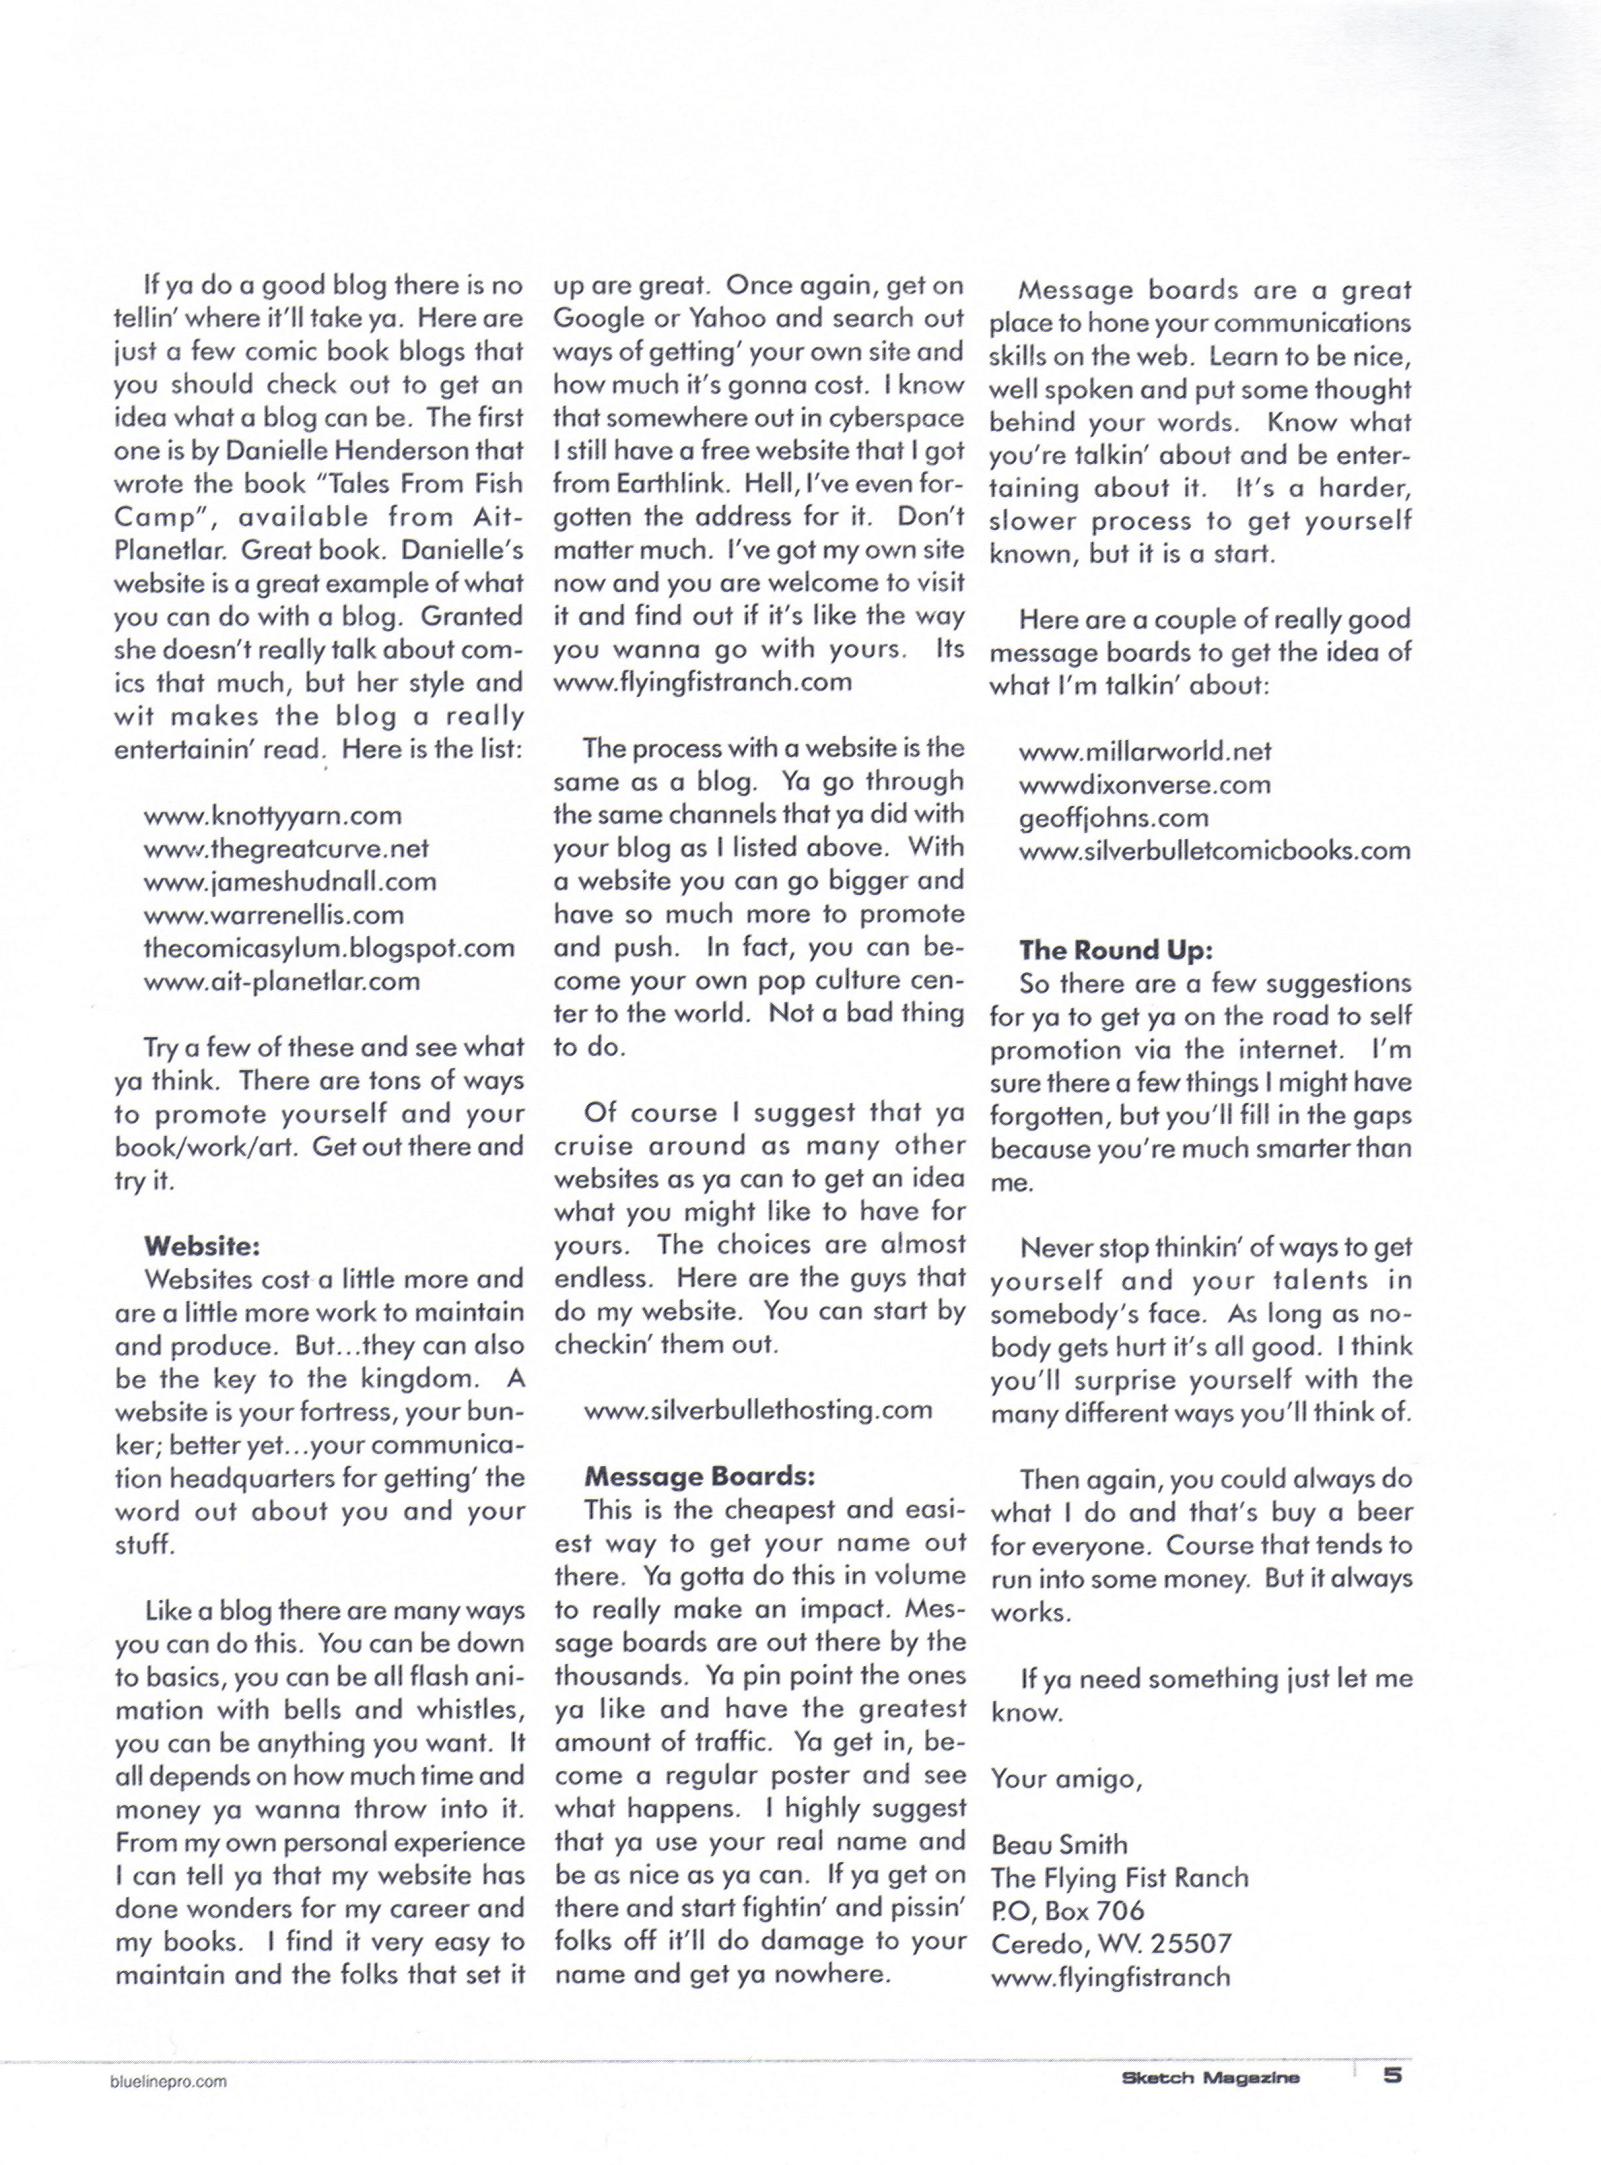 If ya do a good blog there is no
tellin' where it'll take ya. Here are
just a few comic book blogs that
you should check out to get an
idea what a blog can be. The first
one is by Danielle Henderson that
wrote the book "Tales From Fish
Camp", available from Ait-
Planetlar. Great book. Danielle's
website is a great example of what
you can do with a blog. Granted
she doesn't really talk about com-
ics that much, but her style and
wit makes the blog a really
entertainin' read. Here is the list:
www.knottyyarn.com
www.thegreatcurve.net
www.jameshudnall.com
www.warrenellis.com
thecomicasylum.blogspot.com
www.ait-planetlar.com
Try a few of these and see what
ya think. There are tons of ways
to promote yourself and your
book/work/art. Get out there and
try it.
Website:
Websites cost a little more and
are a little more work to maintain
and produce. But...they can also
be the key to the kingdom. A
website is your fortress, your bun-
ker; better yet...your communica-
tion headquarters for getting' the
word out about you and your
stuff.
Like a blog there are many ways
you can do this. You can be down
to basics, you can be all flash ani-
mation with bells and whistles,
you can be anything you want. It
all depends on how much time and
money ya wanna throw into it.
From my own personal experience
I can tell ya that my website has
done wonders for my career and
my books. I find it very easy to
maintain and the folks that set it
up are great. Once again, get on
Google or Yahoo and search out
ways of getting' your own site and
how much it's gonna cost. I know
that somewhere out in cyberspace
I still have a free website that I got
from Earthlink. Hell, I've even for-
gotten the address for it. Don't
matter much. I've got my own site
now and you are welcome to visit
it and find out if it's like the way
you wanna go with yours. Its
www.flyingfistranch.com
The process with a website is the
same as a blog. Ya go through
the same channels that ya did with
your blog as I listed above. With
a website you can go bigger and
have so much more to promote
and push. In fact, you can be-
come your own pop culture cen-
ter to the world. Not a bad thing
to do.
Of course I suggest that ya
cruise around as many other
websites as ya can to get an idea
what you might like to have for
yours. The choices are almost
endless. Here are the guys that
do my website. You can start by
checkin' them out.
www.silverbullethosting.com
Message Boards:
This is the cheapest and easi-
est way to get your name out
there. Ya gotta do this in volume
to really make an impact. Mes-
sage boards are out there by the
thousands. Ya pin point the ones
ya like and have the greatest
amount of traffic. Ya get in, be-
come a regular poster and see
what happens. I highly suggest
that ya use your real name and
be as nice as ya can. If ya get on
there and start fightin' and pissin'
folks off it'll do damage to your
name and get ya nowhere.
Message boards are a great
place to hone your communications
skills on the web. Learn to be nice,
well spoken and put some thought
behind your words. Know what
you're talkin' about and be enter-
taining about it. It's a harder,
slower process to get yourself
known, but it is a start.
Here are a couple of really good
message boards to get the idea of
what I'm talkin' about:
www.millarworld.net
wwwdixonverse.com
geoffjohns.com
www.silverbulletcomicbooks.com
The Round Up:
So there are a few suggestions
for ya to get ya on the road to self
promotion via the internet. I'm
sure there a few things I might have
forgotten, but you'll fill in the gaps
because you're much smarter than
me.
Never stop thinkin' of ways to get
yourself and your talents in
somebody's face. As long as no-
body gets hurt it's all good. I think
you'll surprise yourself with the
many different ways you'll think of.
Then again, you could always do
what I do and that's buy a beer
for everyone. Course that tends to
run into some money. But it always
works.
If ya need something just let me
know.
Your amigo,
Beau Smith
The Flying Fist Ranch
P.O, Box 706
Ceredo, WV. 25507
www.flyingfistranch
bluelinepro.com
Sketch Magazine 5